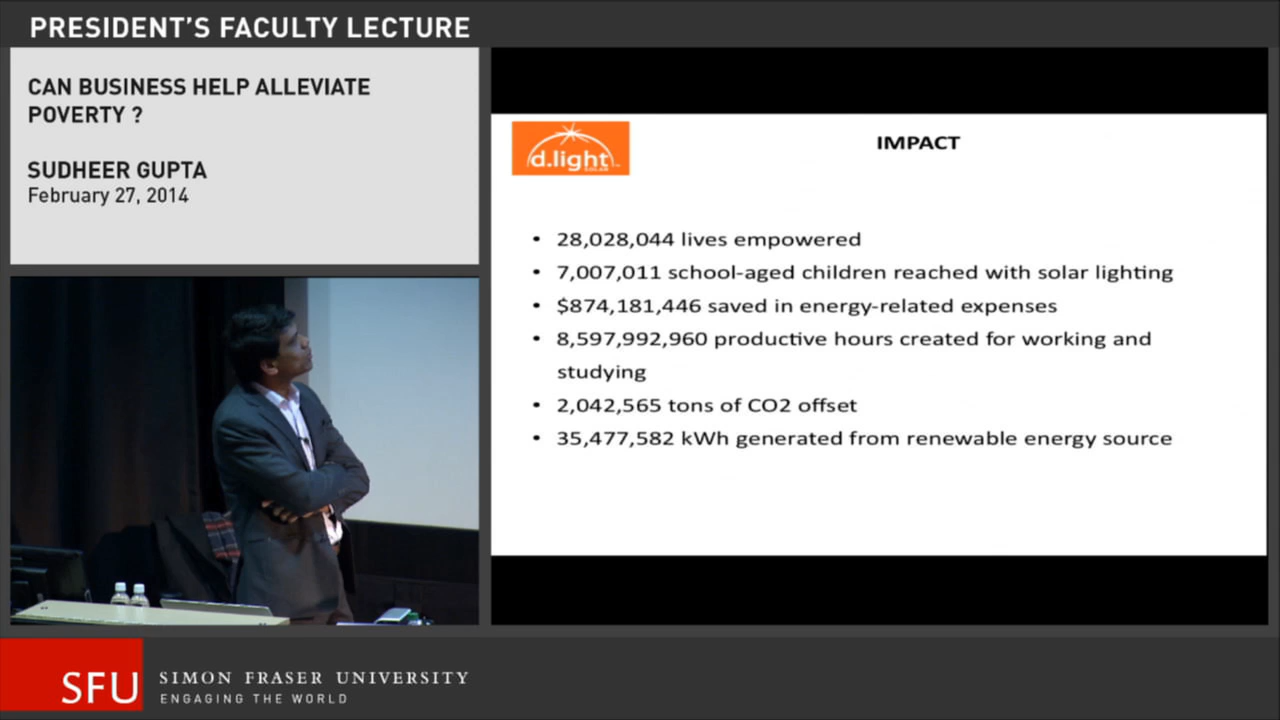 PRESIDENT'S FACULTY LECTURE
CAN BUSINESS HELP ALLEVIATE
POVERTY ?
SUDHEER GUPTA
February 27, 2014
d.light
SOLAR
IMPACT
• 28,028,044 lives empowered
• 7,007,011 school-aged children reached with solar lighting
• $874,181,446 saved in energy-related expenses
• 8,597,992,960 productive hours created for working and
studying
• 2,042,565 tons of CO2 offset
• 35,477,582 kWh generated from renewable energy source
SFU
SIMON FRASER UNIVERSITY
ENGAGING THE WORLD